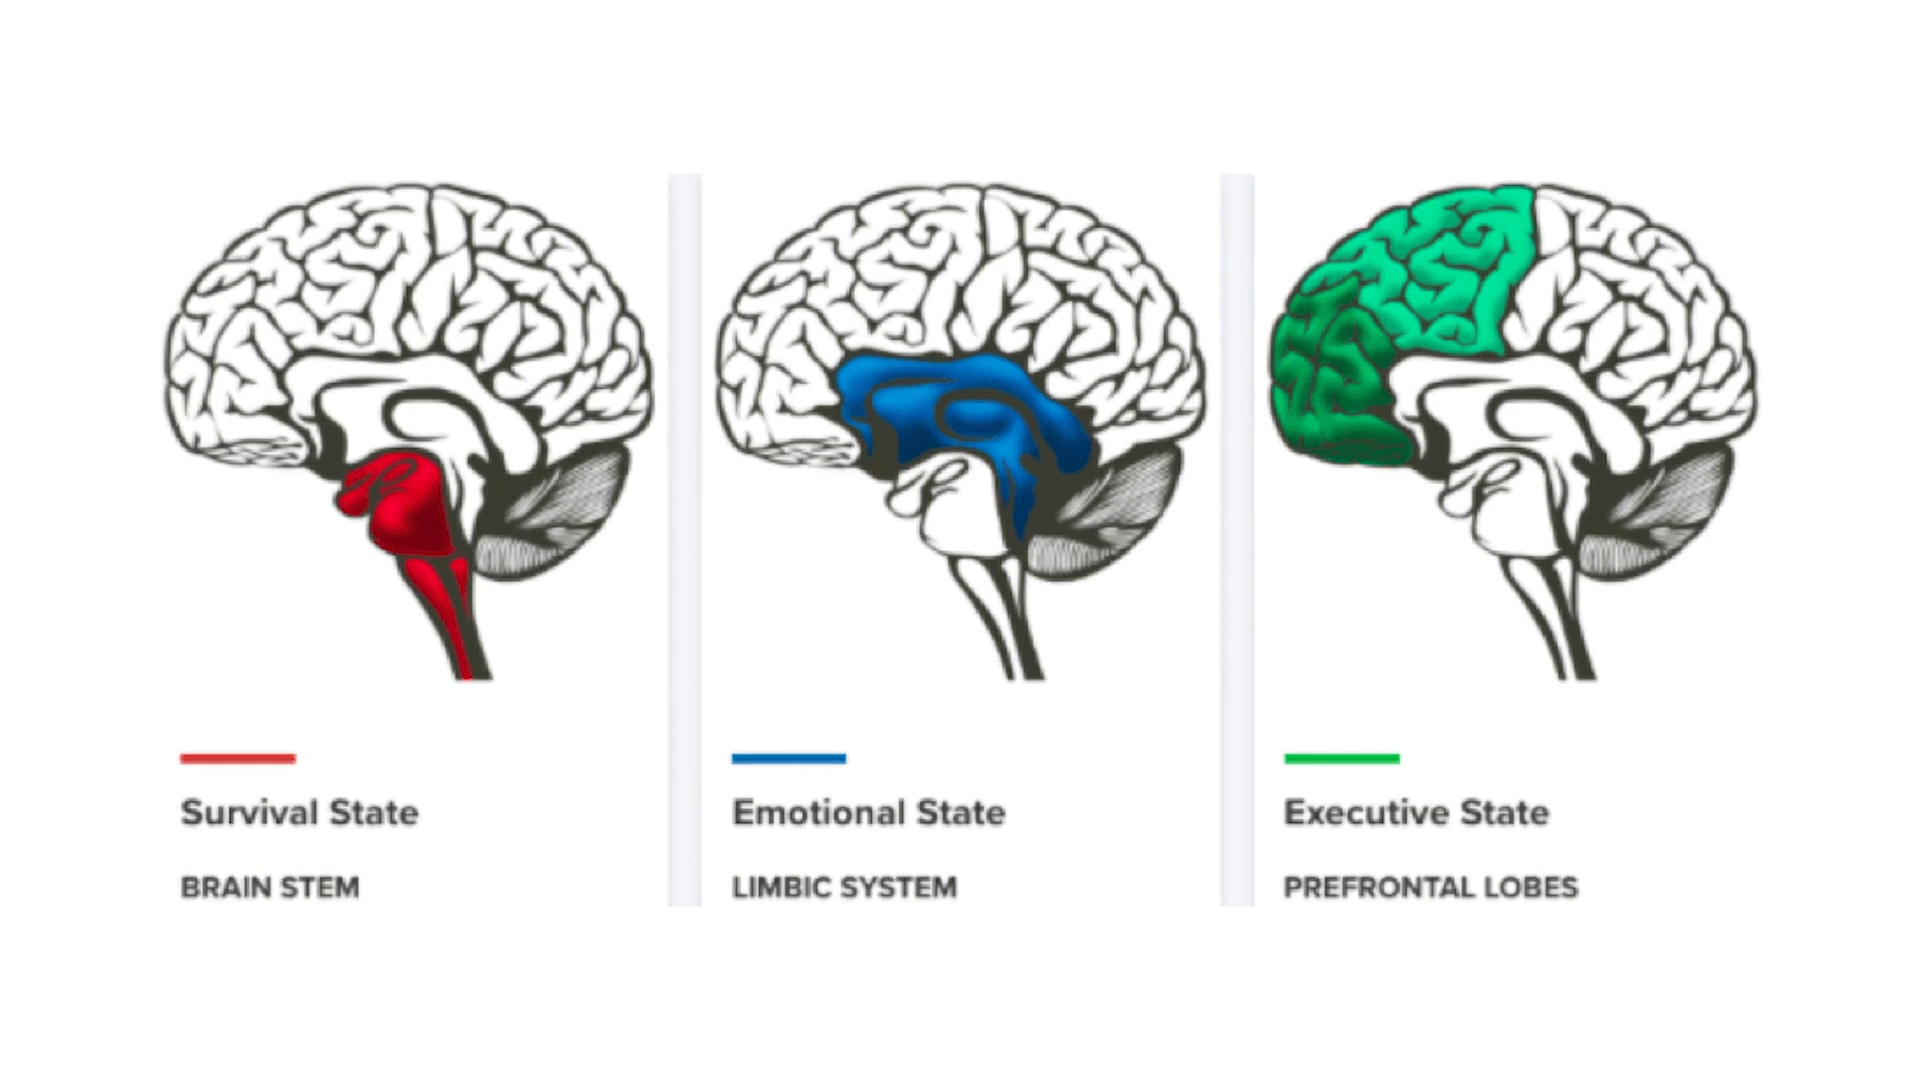 Survival State
BRAIN STEM
Emotional State
LIMBIC SYSTEM
Executive State
PREFRONTAL LOBES